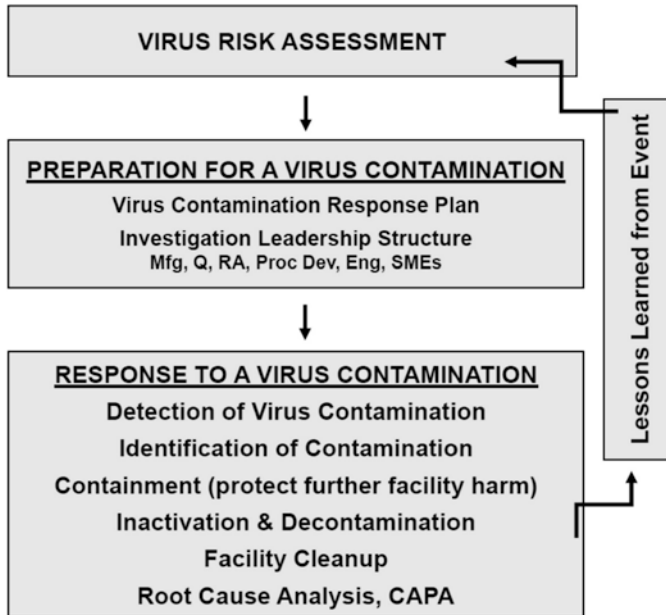 VIRUS RISK ASSESSMENT
PREPARATION FOR A VIRUS CONTAMINATION
Virus Contamination Response Plan
Investigation Leadership Structure
Mfg, Q, RA, Proc Dev, Eng, SMEs
RESPONSE TO A VIRUS CONTAMINATION
Detection of Virus Contamination
Identification of Contamination
Containment (protect further facility harm)
Inactivation & Decontamination
Facility Cleanup
Root Cause Analysis, CAPA
Lessons Learned from Event